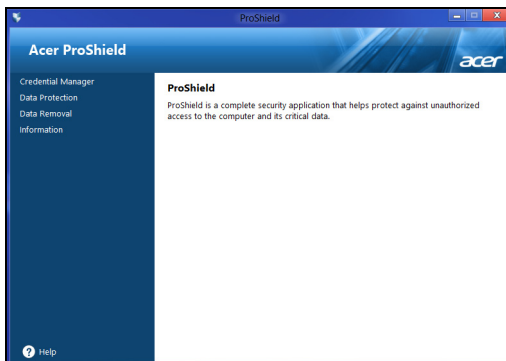 ProShield
Acer ProShield
acer
Credential Manager
Data Protection
Data Removal
Information
ProShield
ProShield is a complete security application that helps protect against unauthorized
access to the computer and its critical data.
Help